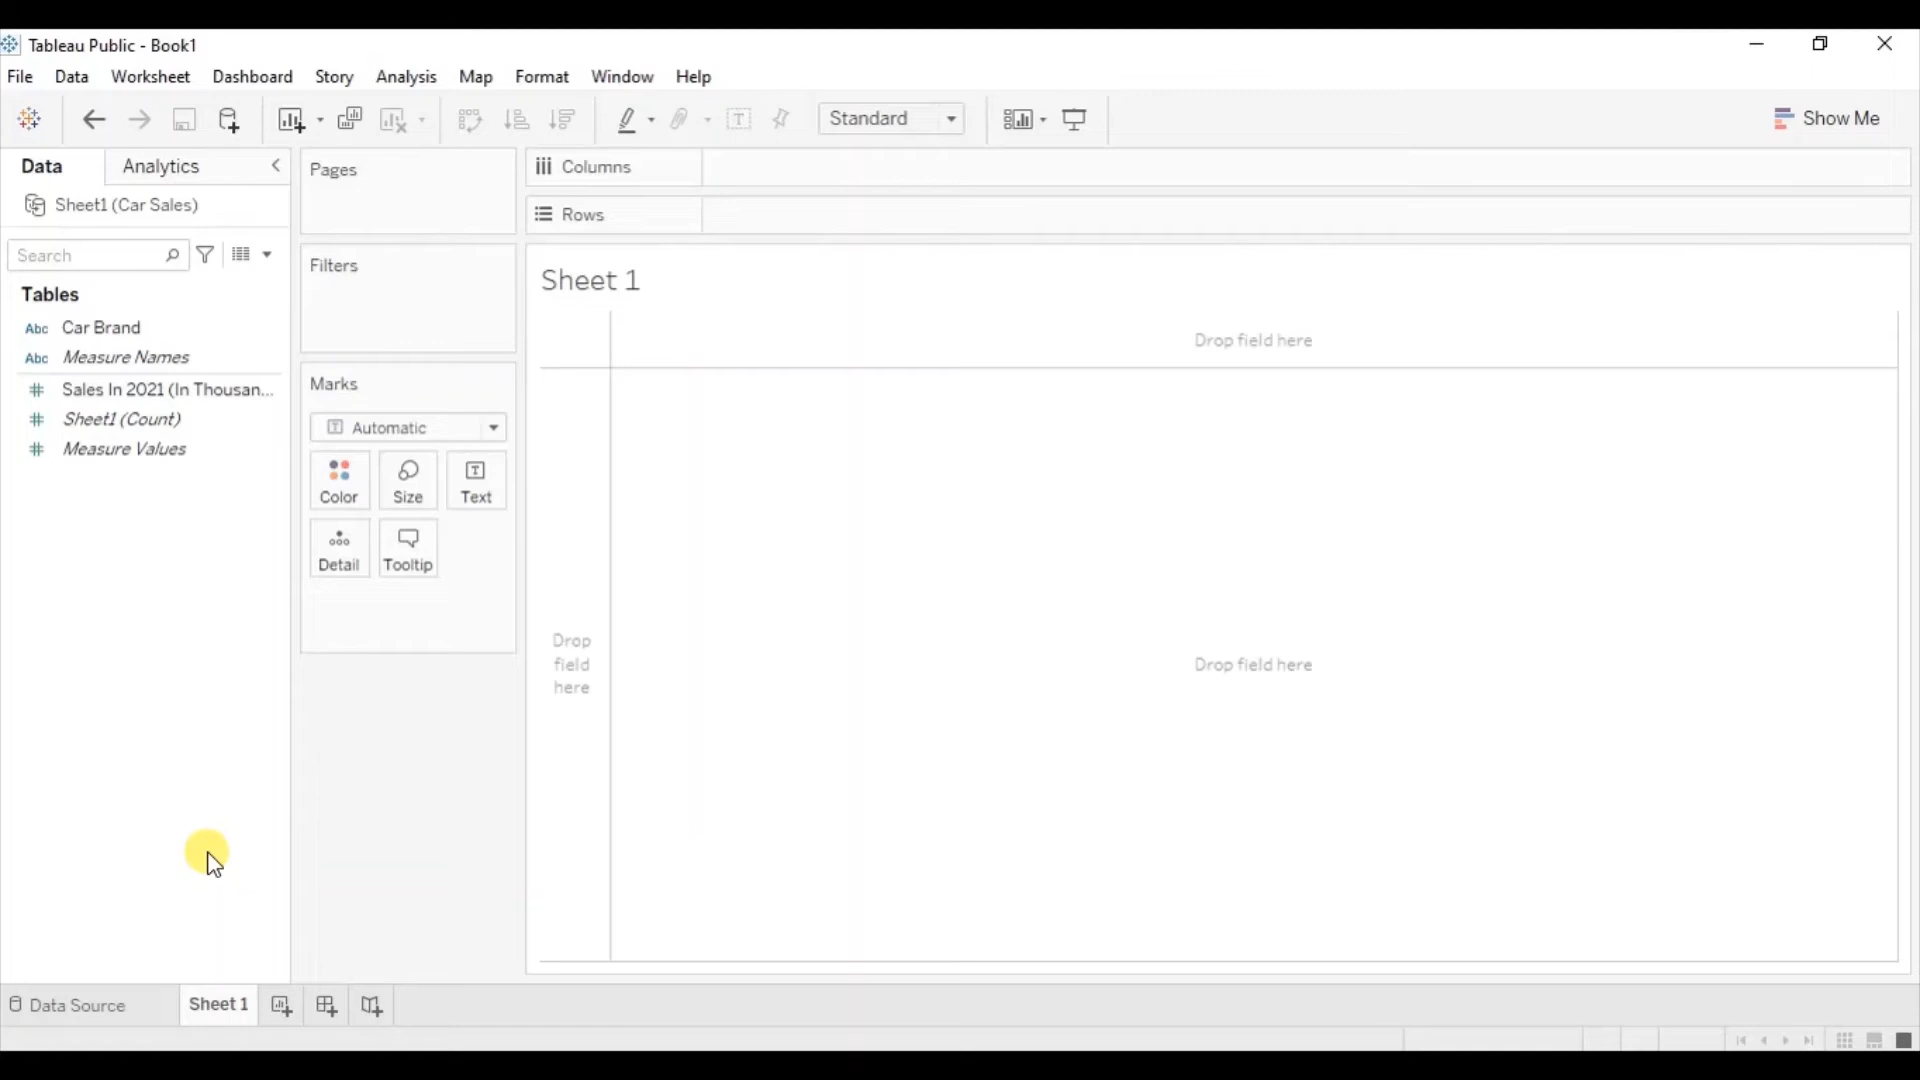 Tableau Public - Book1
File Data Worksheet Dashboard Story Analysis Map Format Window Help
Standard
Show Me
Data Analytics
Sheet1 (Car Sales)
Search
Tables
Abc Car Brand
Abc Measure Names
# Sales In 2021 (In Thousan...
# Sheet1 (Count)
# Measure Values
Pages
Filters
Marks
T Automatic
Color Size Text
Detail Tooltip
Columns
Rows
Sheet 1
Drop field here
Drop
field
here
Drop field here
Data Source Sheet 1